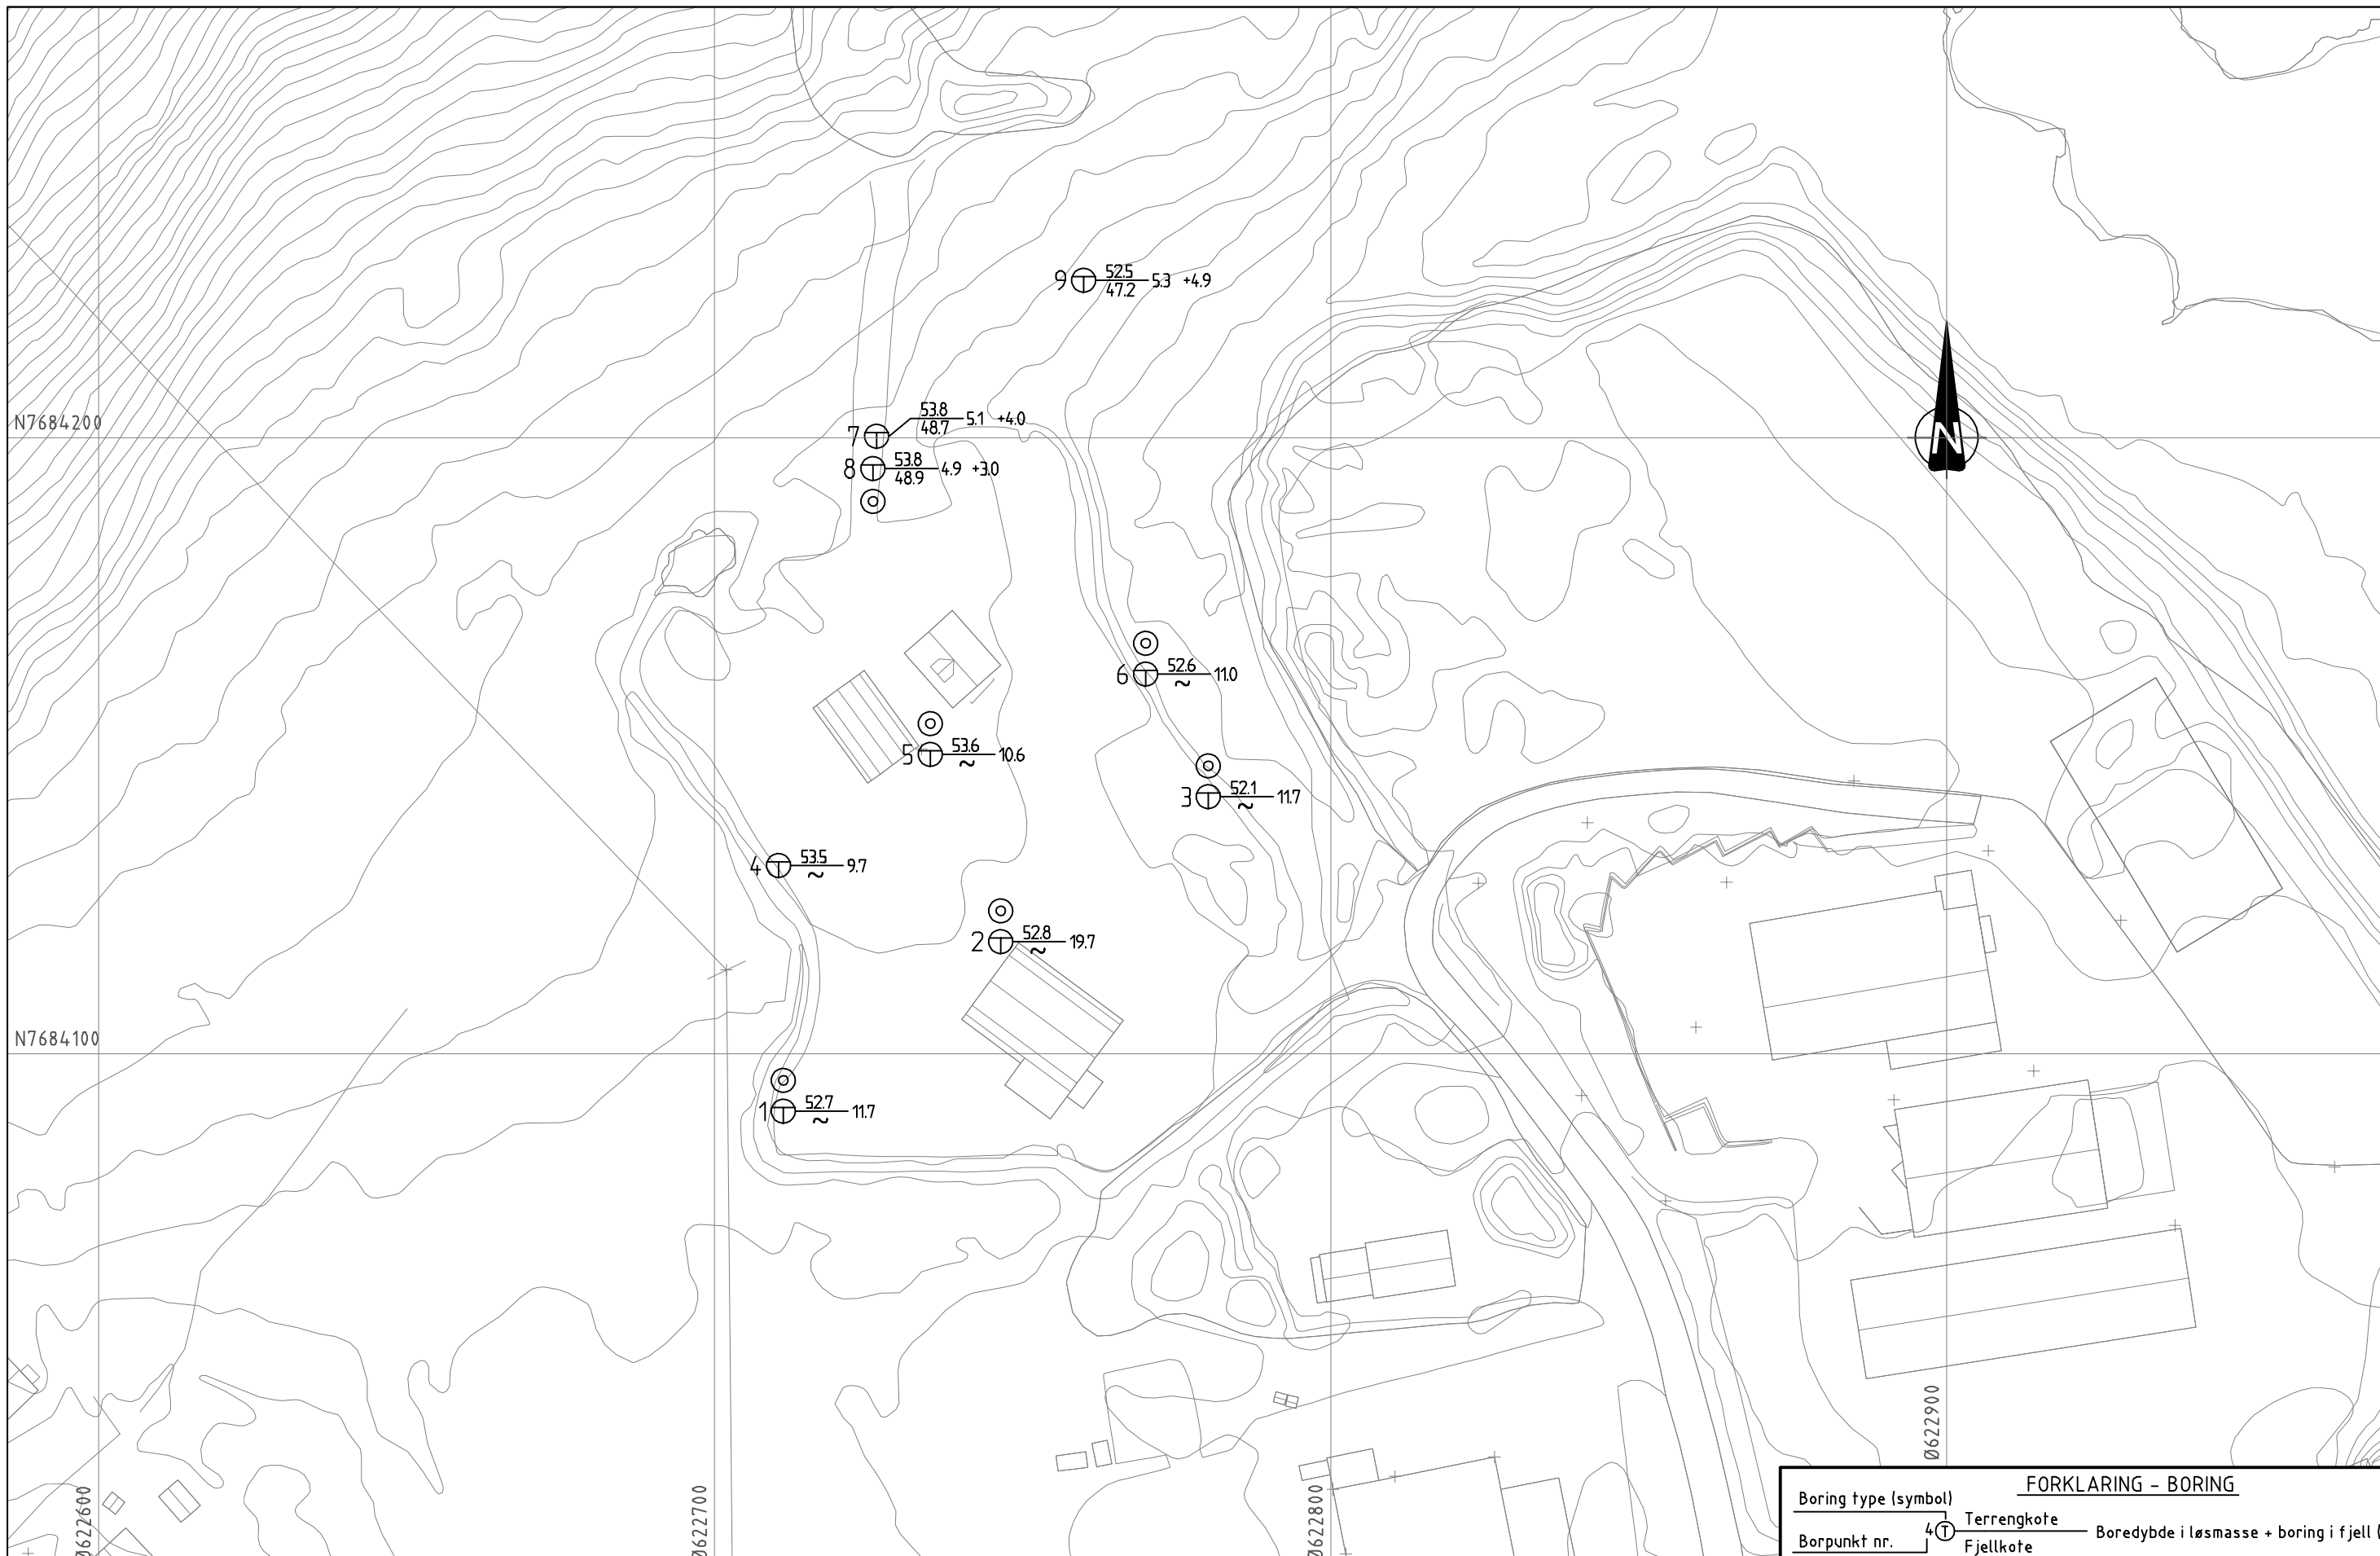 9 52.5 5.3 +4.9
47.2
N7684200
53.8 5.1 +4.0
7 48.7
N
8 53.8 4.9 +3.0
48.9
6 52.6 11.0
~
5 53.6 10.6
~
3 52.1 11.7
~
4 53.5 9.7
~
2 52.8 19.7
~
N7684100
1 52.7 11.7
~
Ø622600
Ø622700
Ø622800
Ø622900
FORKLARING - BORING
Boring type (symbol)
Terrengkote
4 T Boredybde i løsmasse + boring i fjell (
Borpunkt nr.
Fjellkote